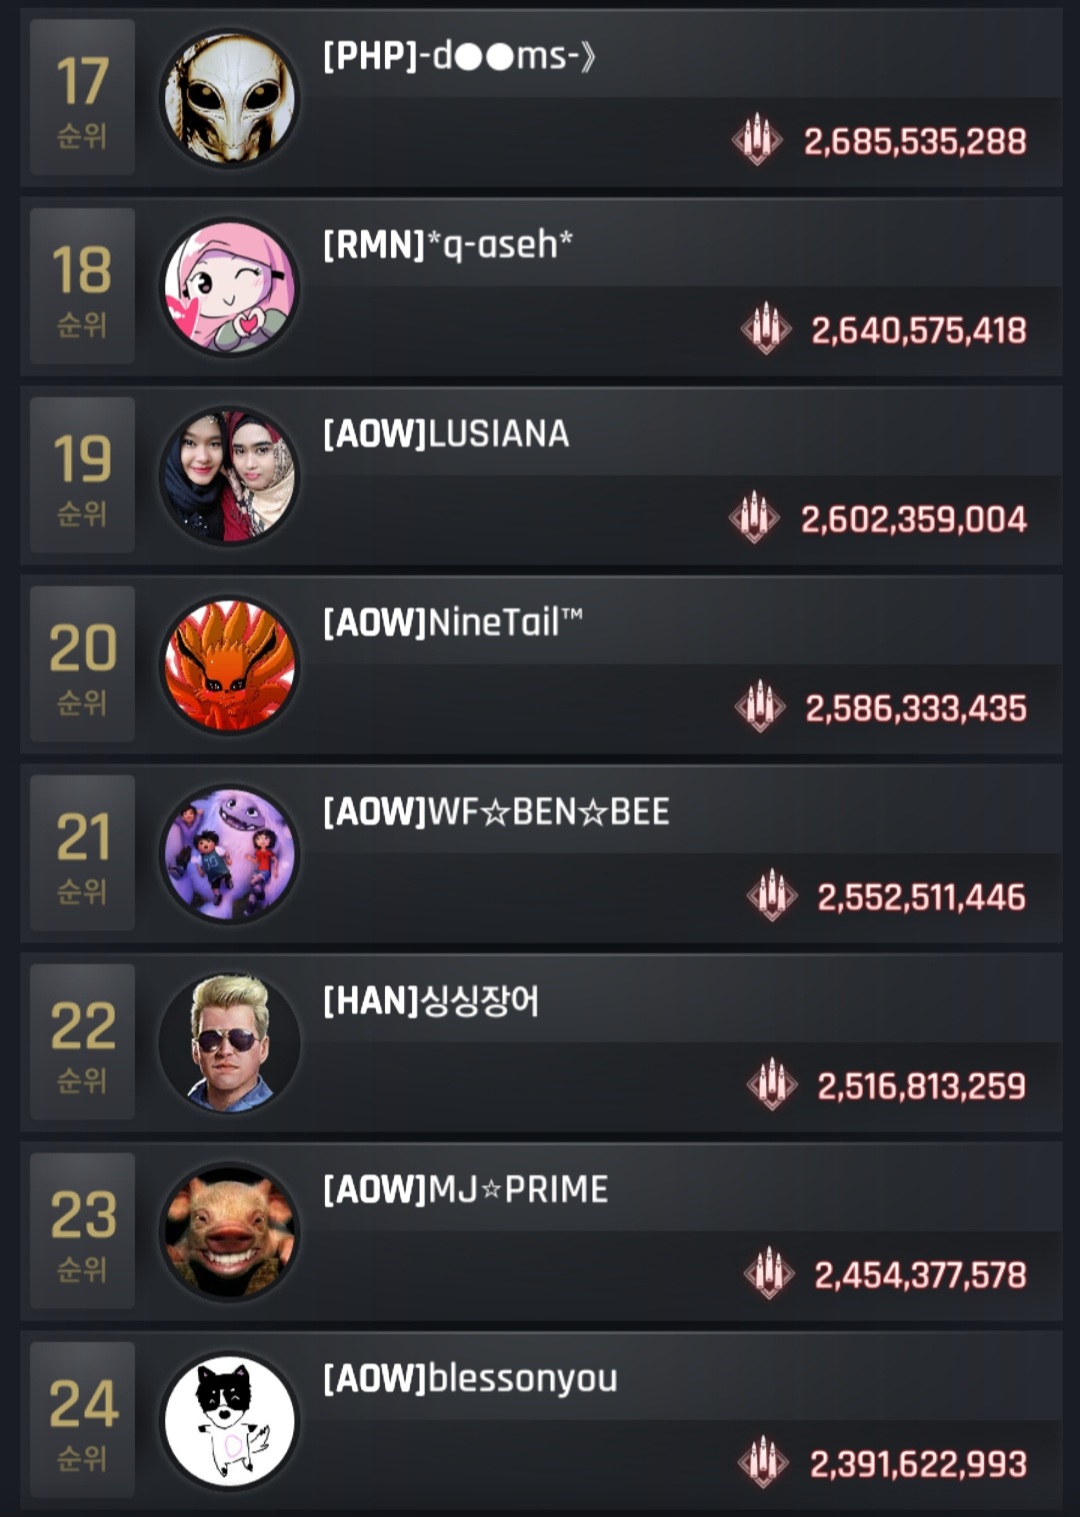 17
순위
[PHP]-d●●ms-》
2,685,535,288
18
순위
[RMN]*q-aseh*
2,640,575,418
19
순위
[AOW]LUSIANA
2,602,359,004
20
순위
[AOW]NineTail™
2,586,333,435
21
순위
[AOW]WF☆BEN☆BEE
2,552,511,446
22
순위
[HAN]싱싱장어
2,516,813,259
23
순위
[AOW]MJ☆PRIME
2,454,377,578
24
순위
[AOW]blessonyou
2,391,622,993